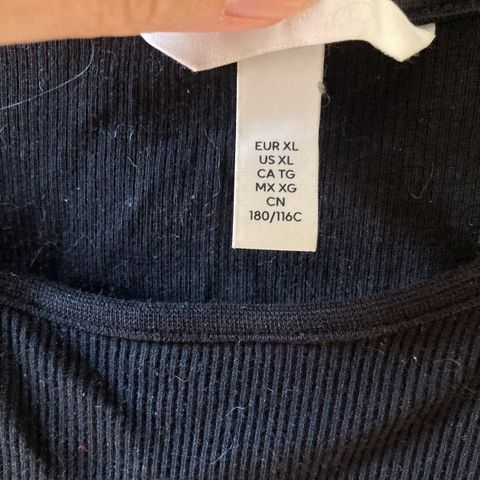 EUR XL
US XL
CA TG
MX XG
CN
180/116C